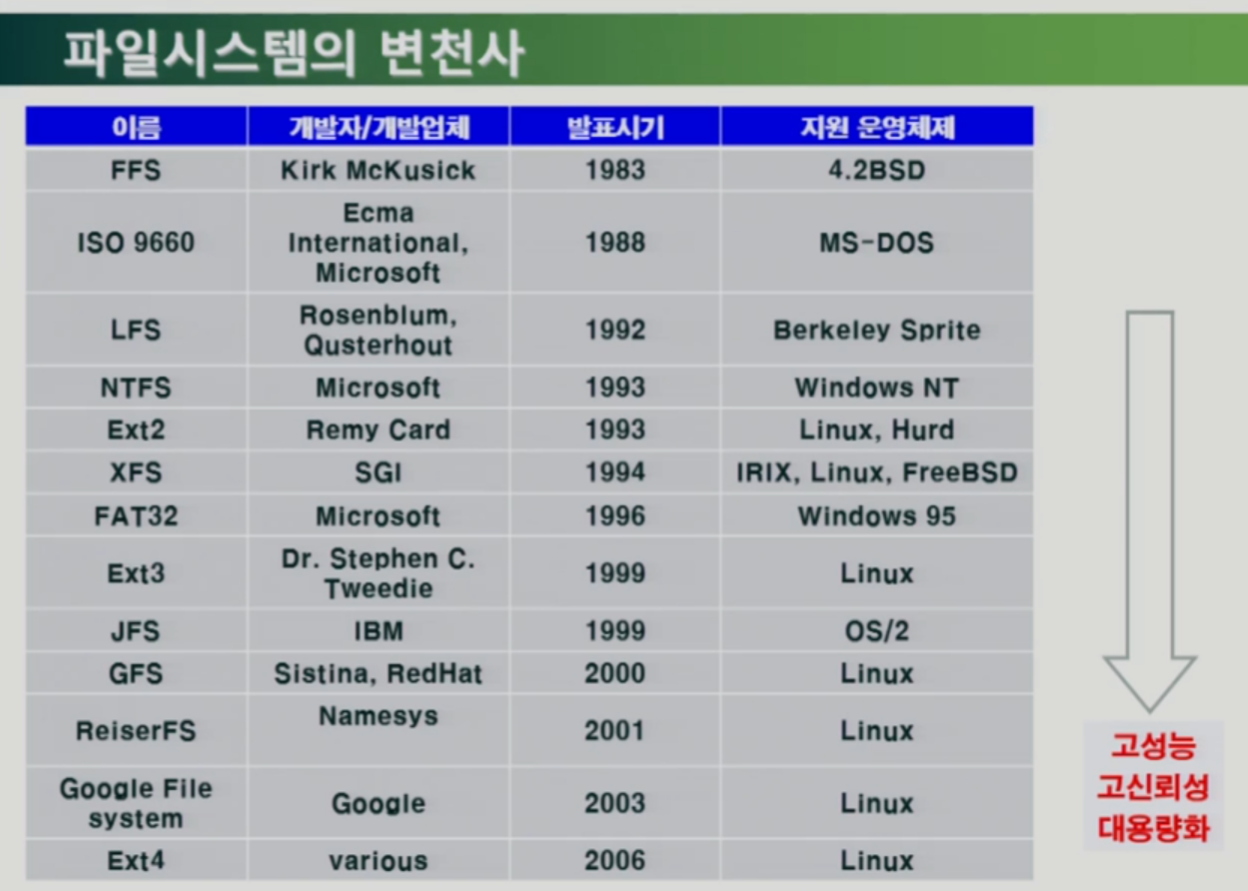 파일시스템의 변천사
이름 개발자/개발업체 발표시기 지원 운영체제
FFS Kirk McKusick 1983 4.2BSD
Ecma
ISO 9660 International, 1988 MS-DOS
Microsoft
Rosenblum,
LFS 1992 Berkeley Sprite
Qusterhout
NTFS Microsoft 1993 Windows NT
Ext2 Remy Card 1993 Linux, Hurd
XFS SGI 1994 IRIX, Linux, FreeBSD
FAT32 Microsoft 1996 Windows 95
Dr. Stephen C.
Ext3 1999 Linux
Tweedie
JFS IBM 1999 OS/2
GFS Sistina, RedHat 2000 Linux
Namesys
ReiserFS 2001 Linux
Google File
Google 2003 Linux
system
Ext4 various 2006 Linux
고성능
고신뢰성
대용량화